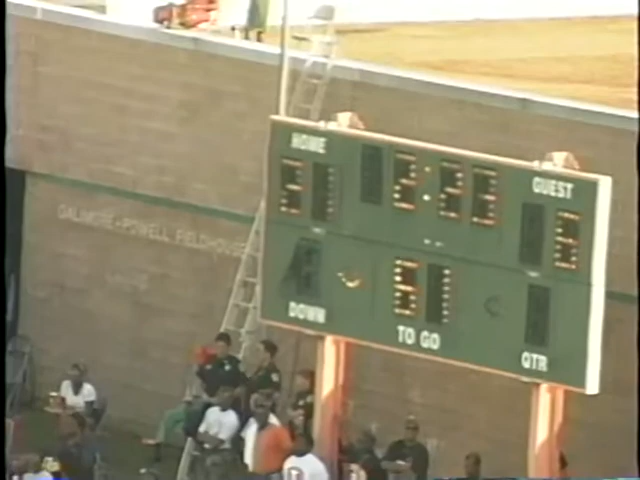 HOME
GUEST
GALIMORE-POWELL FIELDHOUSE
DOWN
TO GO
QTR